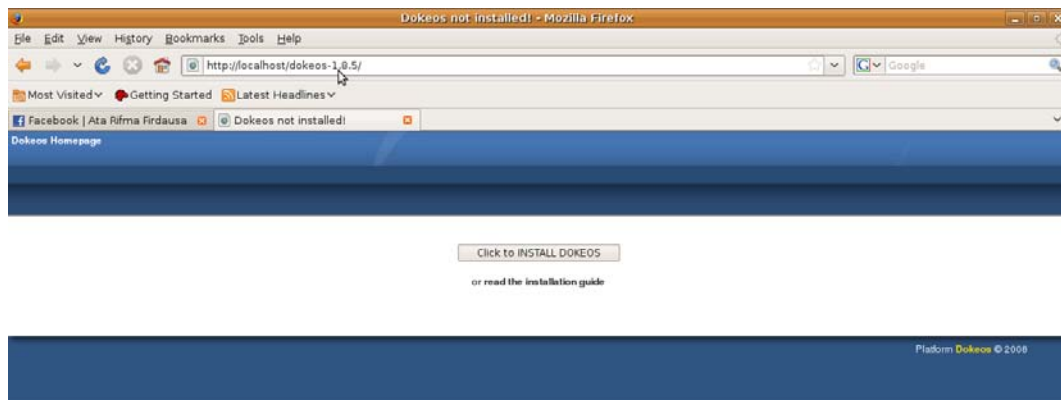 Dokeos not installed! - Mozilla Firefox
File Edit View History Bookmarks Tools Help
http://localhost/dokeos-1.8.5/ Google
Most Visited Getting Started Latest Headlines
Facebook | Ata Rifma Firdausa Dokeos not installed!
Dokeos Homepage
Click to INSTALL DOKEOS
or read the installation guide
Platform Dokeos © 2008